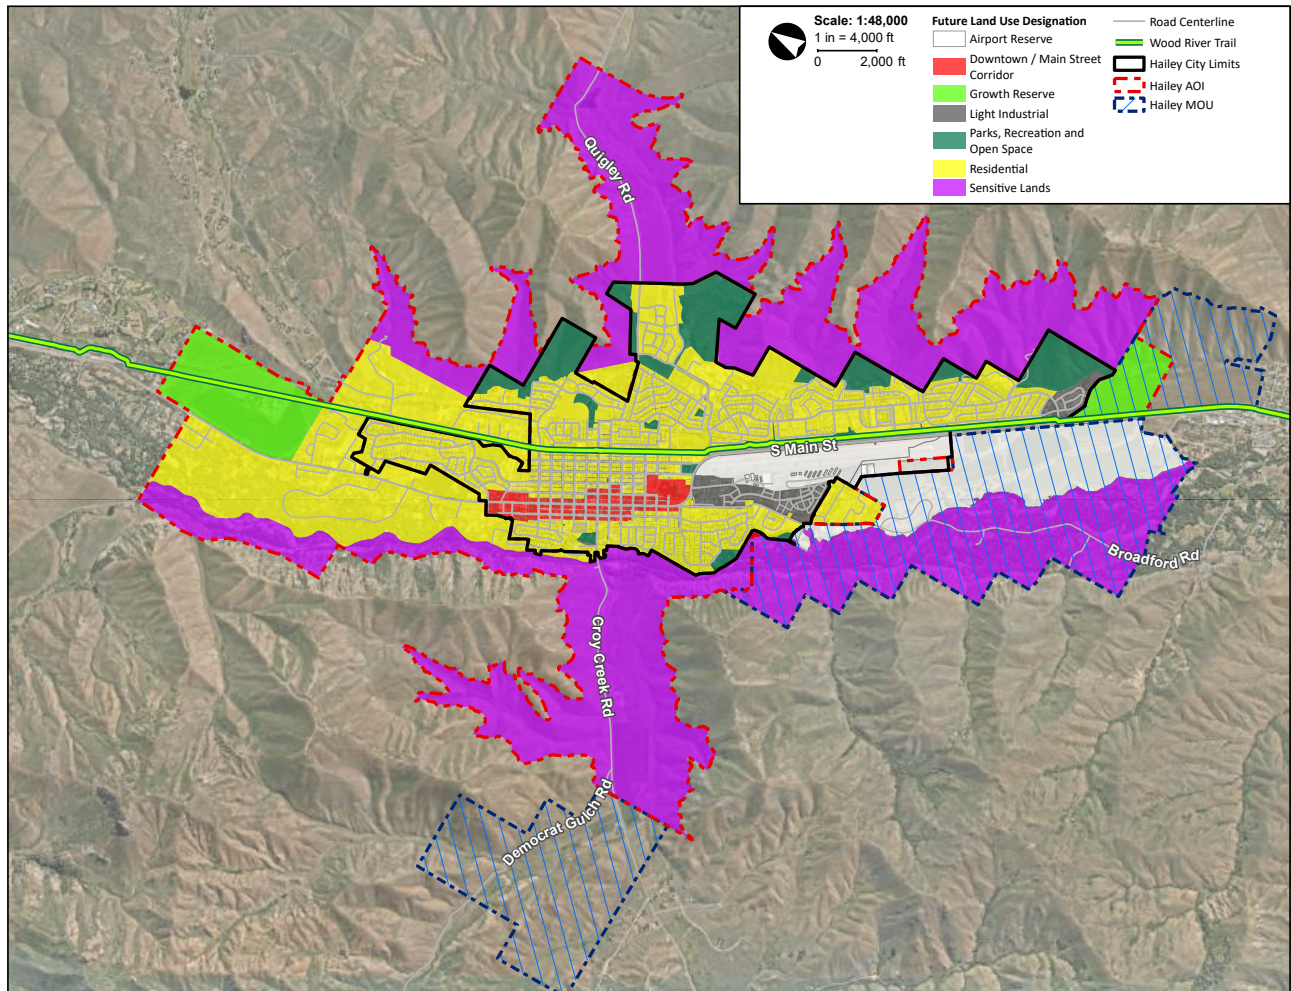 Scale: 1:48,000
1 in = 4,000 ft
0 2,000 ft
Future Land Use Designation
Airport Reserve
Downtown / Main Street
Corridor
Growth Reserve
Light Industrial
Parks, Recreation and
Open Space
Residential
Sensitive Lands
Road Centerline
Wood River Trail
Hailey City Limits
Hailey AOI
Hailey MOU
Quigley Rd
S Main St
Broadford Rd
Croy Creek Rd
Democrat Gulch Rd